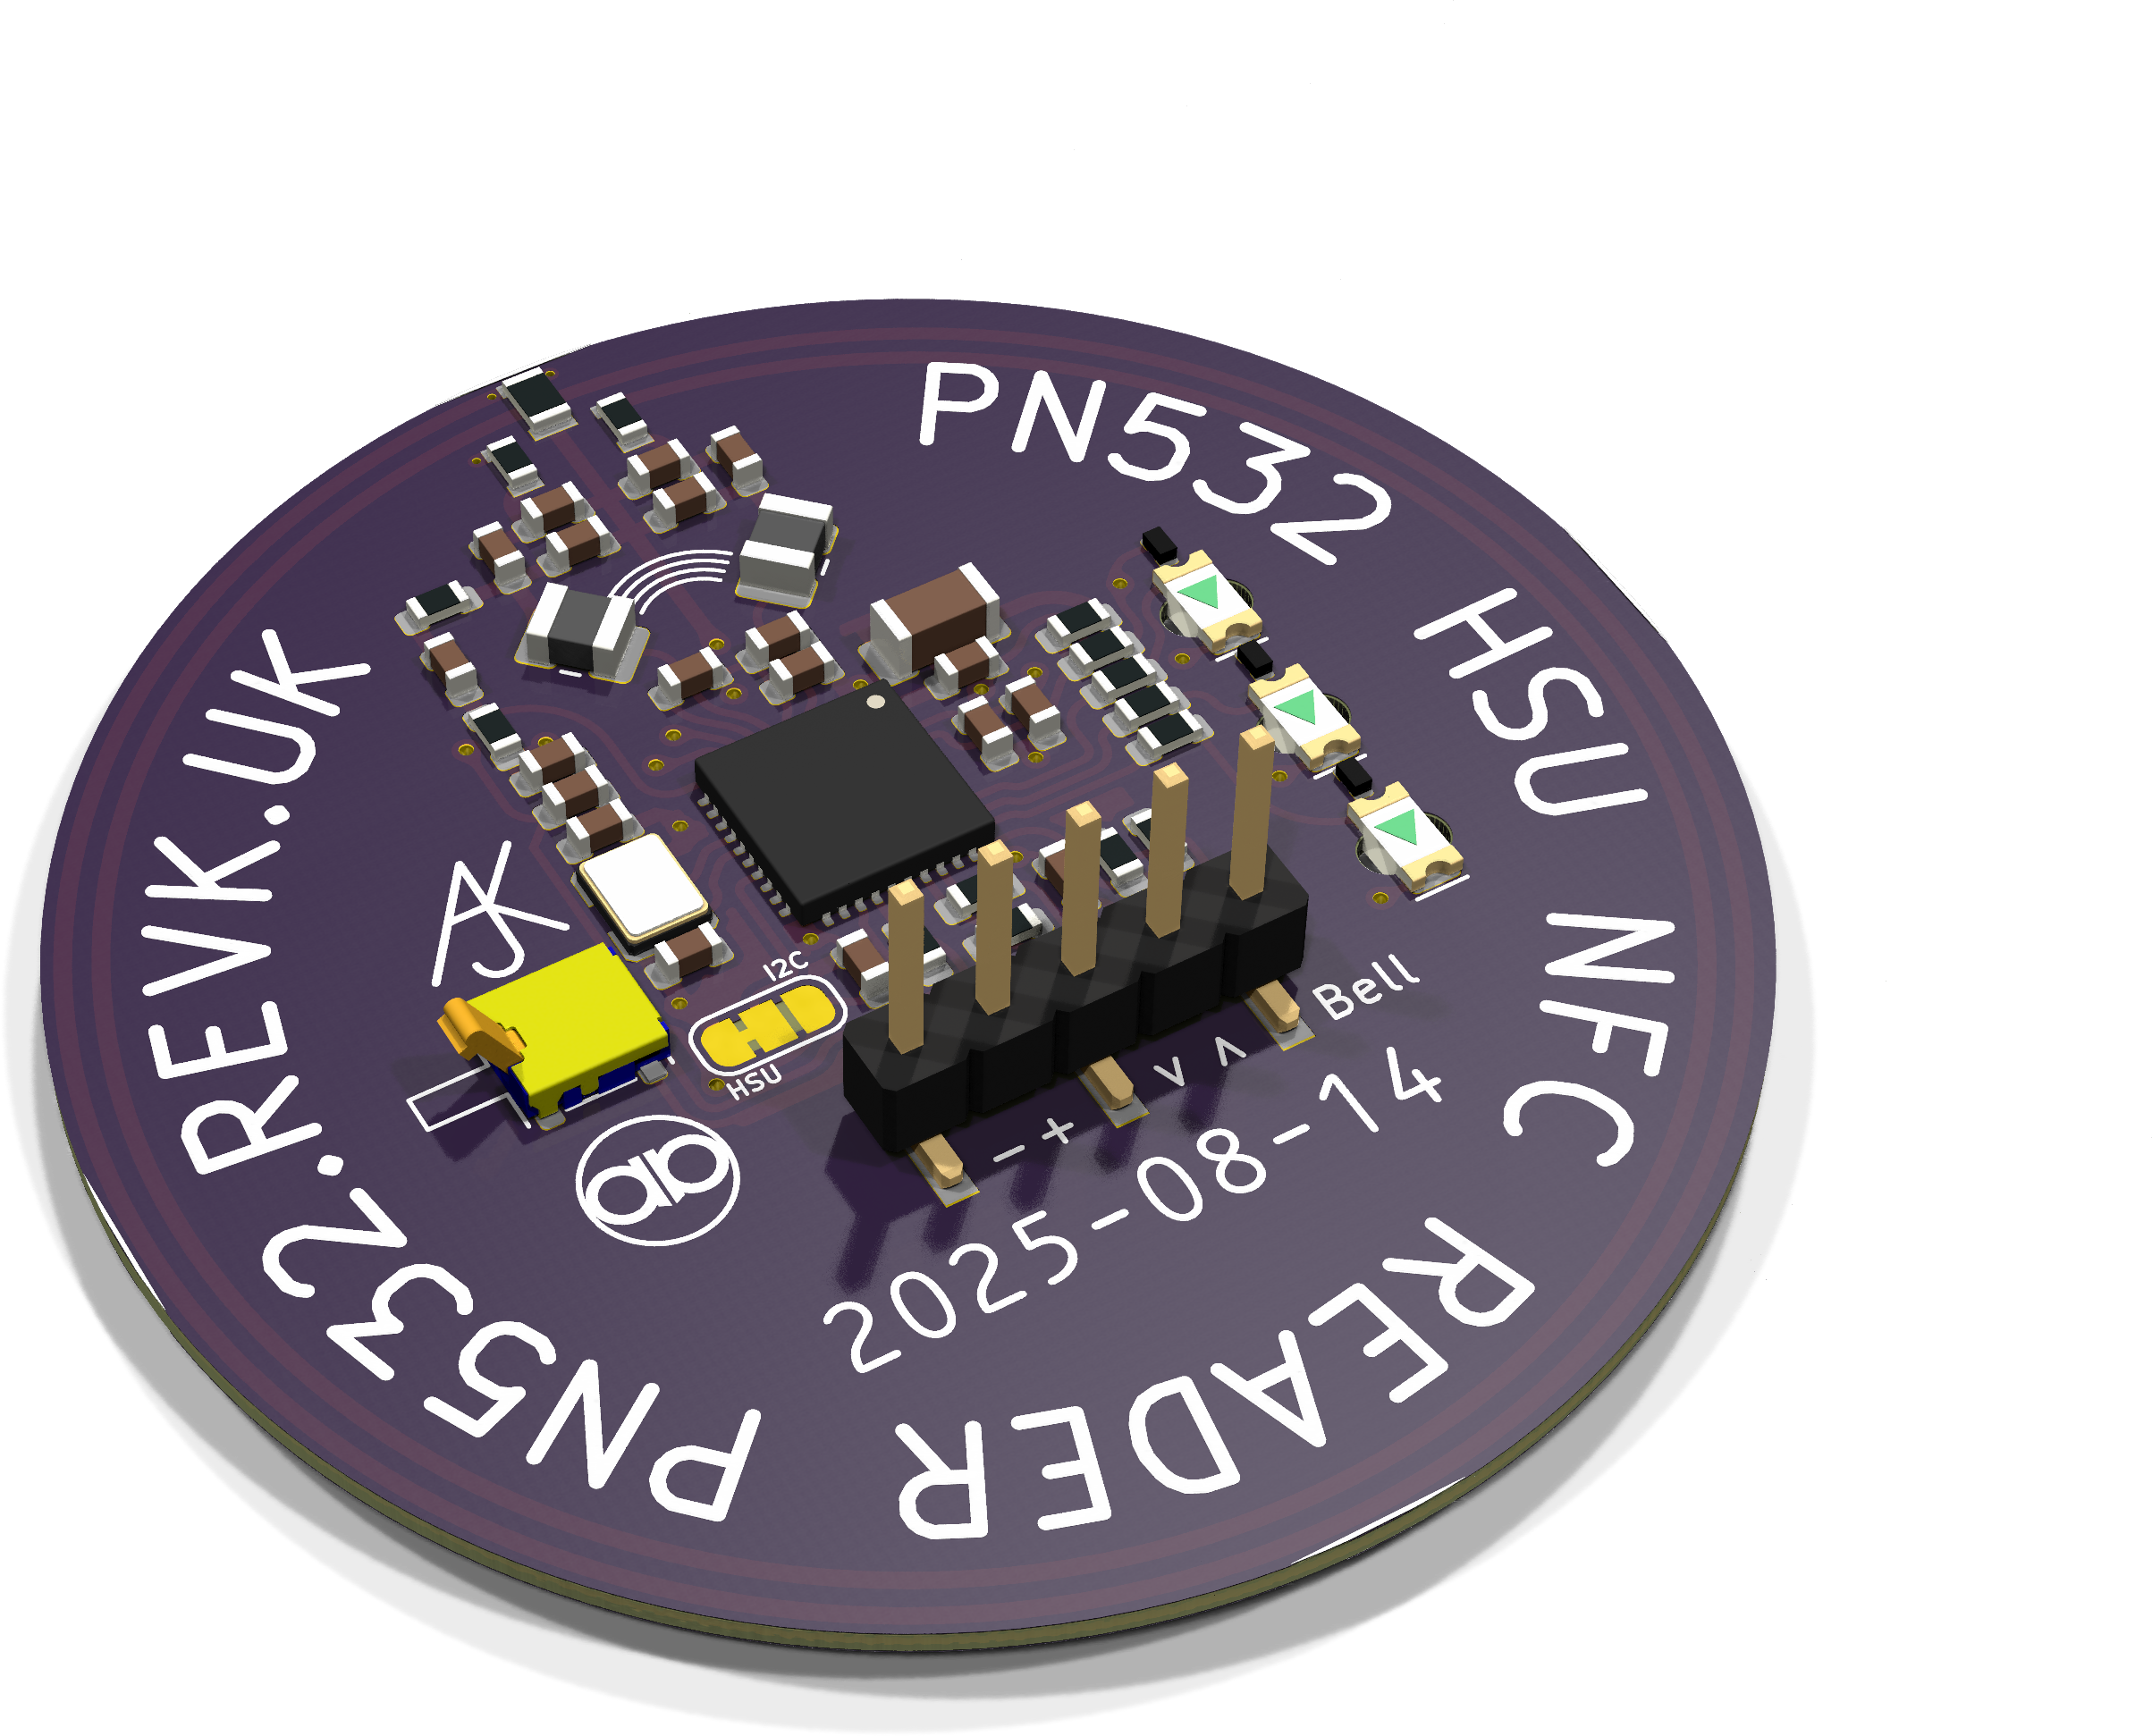 PN532 HSU NFC READER
PN532.REVK.UK
I2C
HSU
- + v ^ Bell
2025-08-14